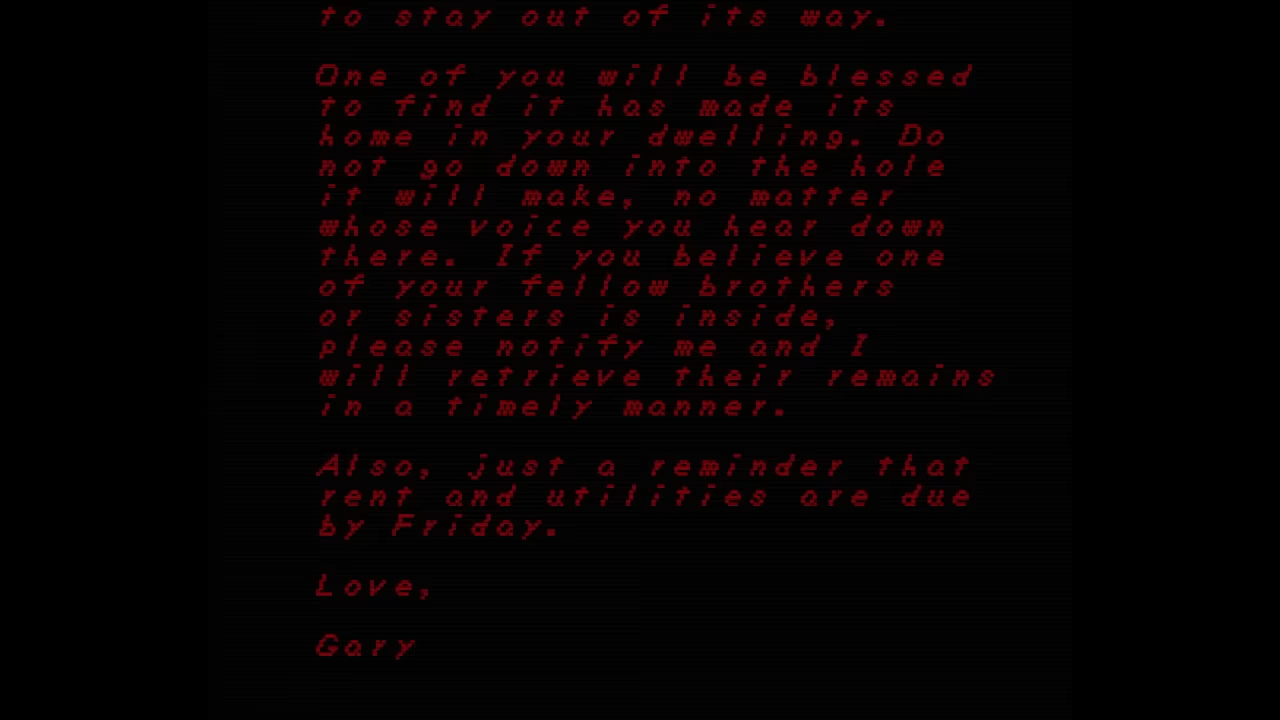 to stay out of its way.
One of you will be blessed
to find it has made its
home in your dwelling. Do
not go down into the hole
it will make, no matter
whose voice you hear down
there. If you believe one
of your fellow brothers
or sisters is inside,
please notify me and I
will retrieve their remains
in a timely manner.
Also, just a reminder that
rent and utilities are due
by Friday.
Love,
Gary